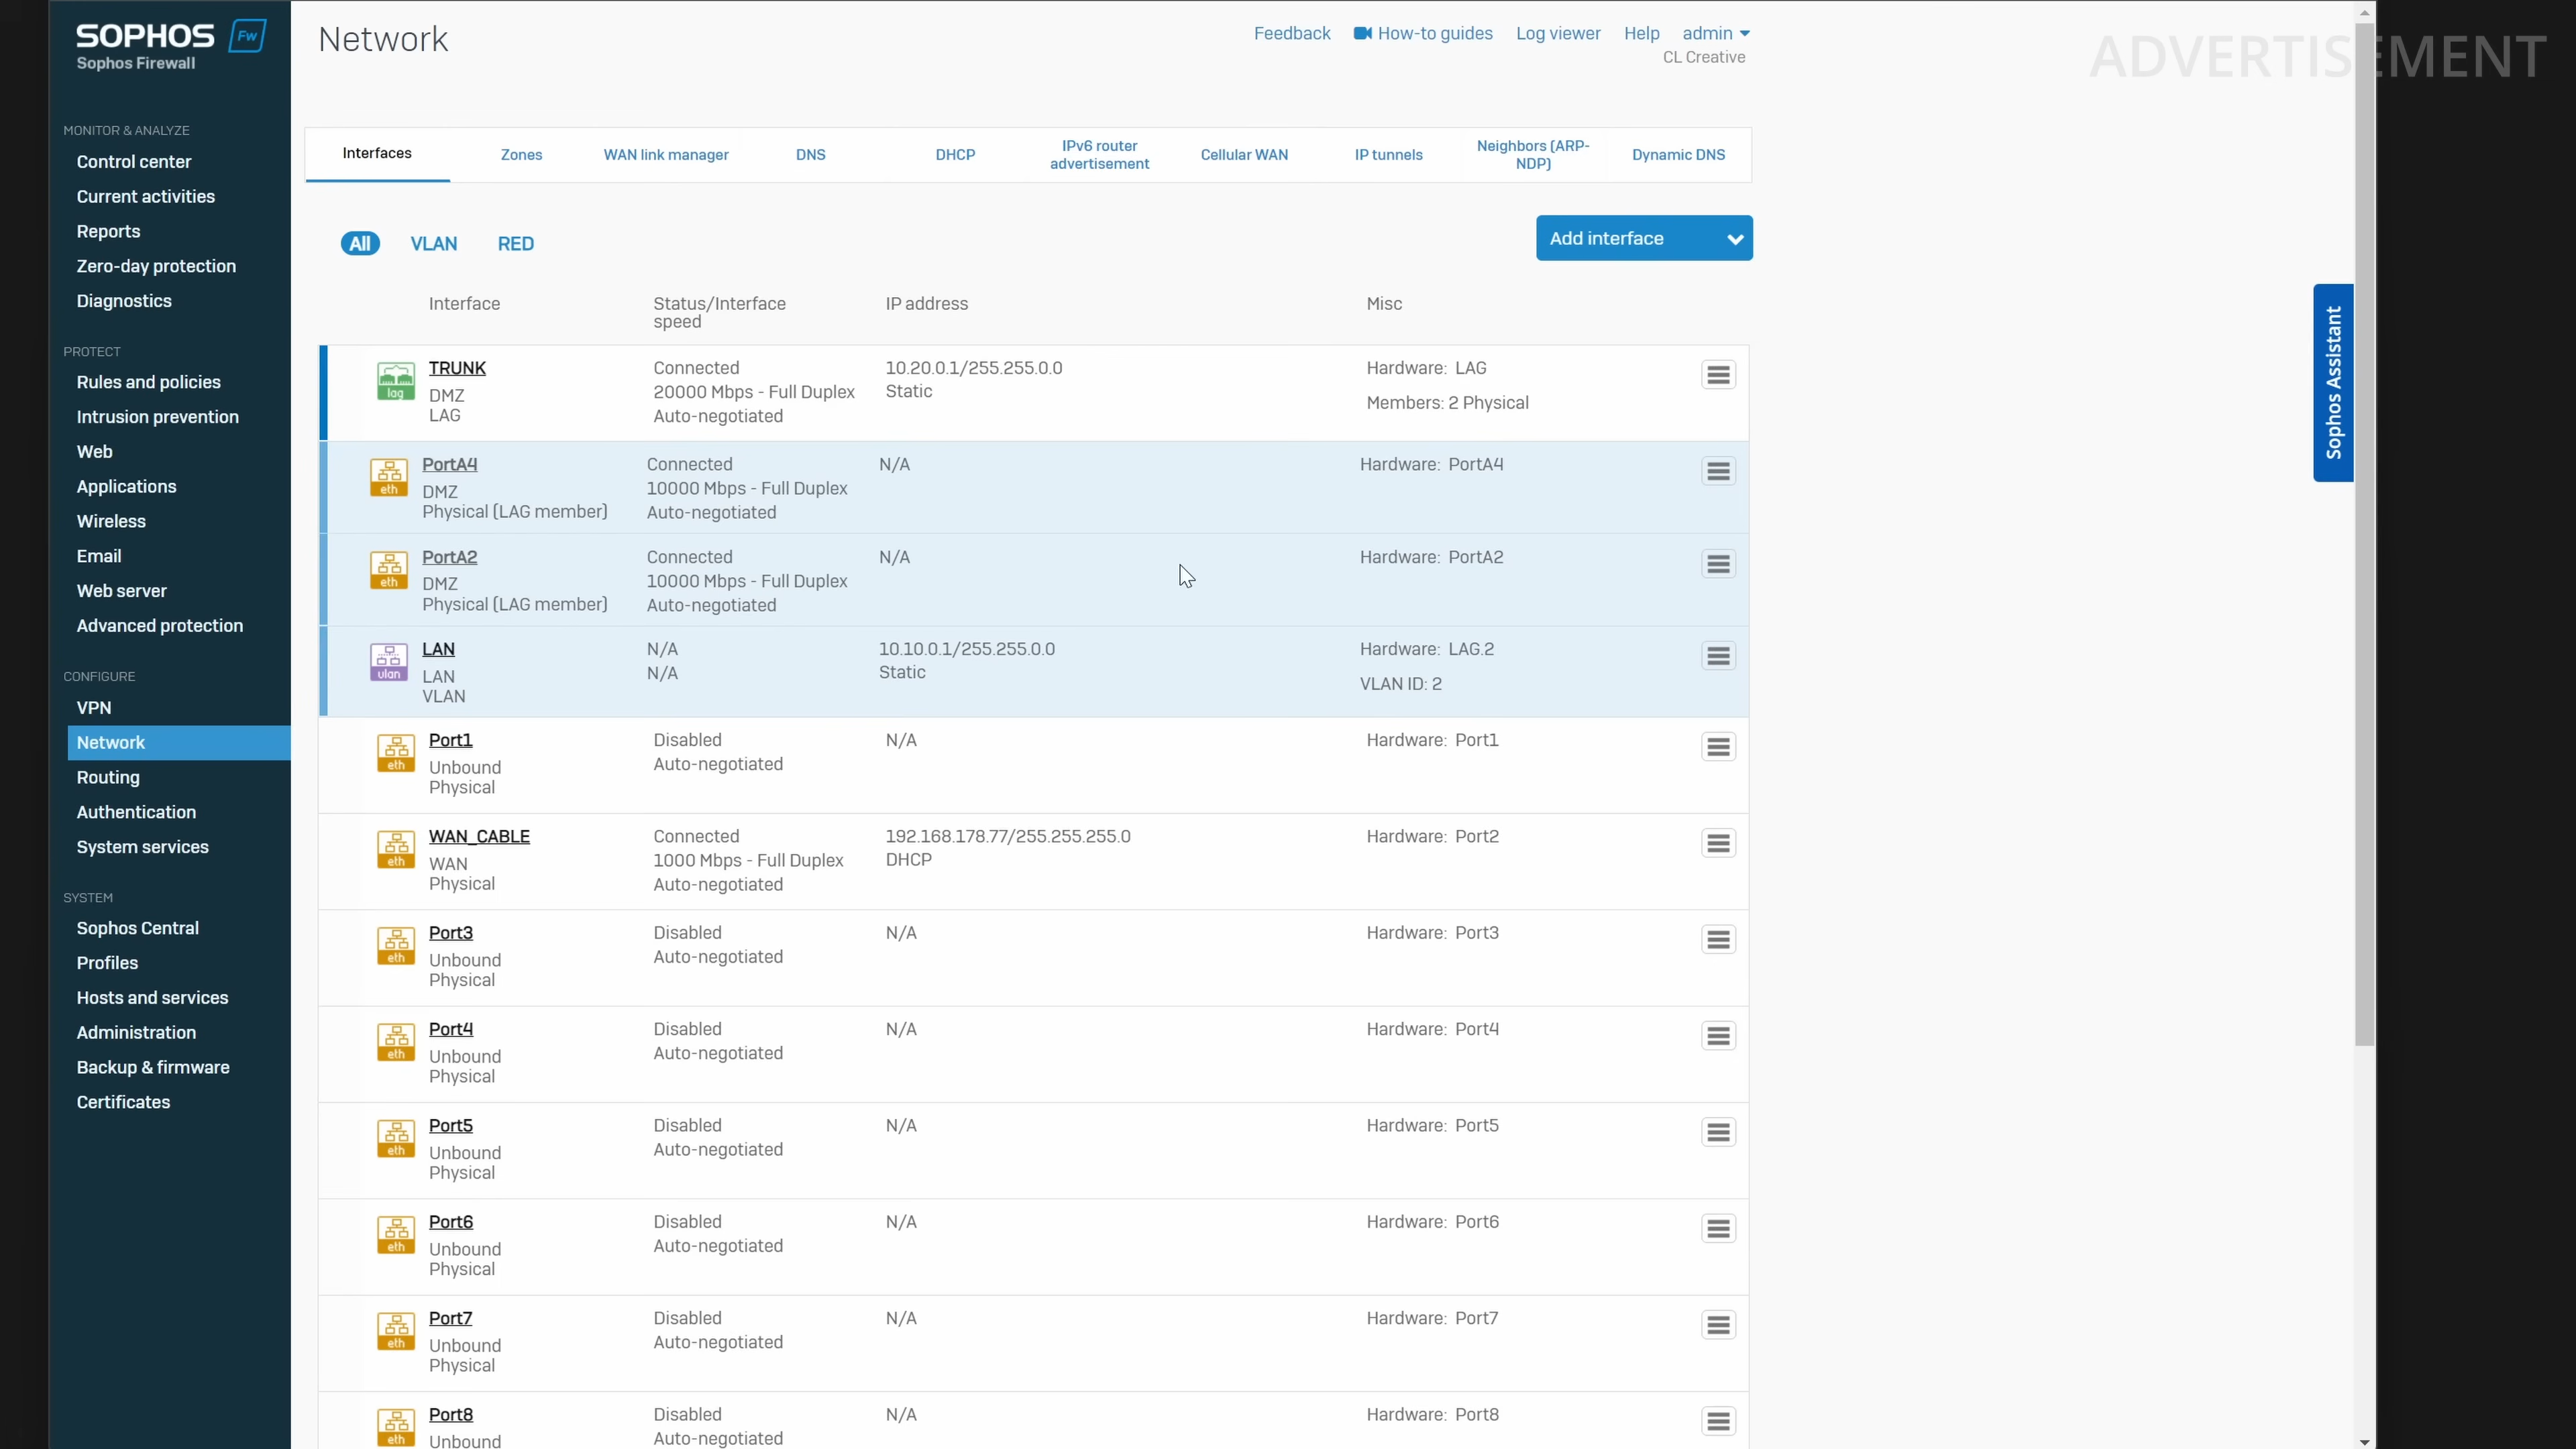 SOPHOS Fw
Sophos Firewall
MONITOR & ANALYZE
Control center
Current activities
Reports
Zero-day protection
Diagnostics
PROTECT
Rules and policies
Intrusion prevention
Web
Applications
Wireless
Email
Web server
Advanced protection
CONFIGURE
VPN
Network
Routing
Authentication
System services
SYSTEM
Sophos Central
Profiles
Hosts and services
Administration
Backup & firmware
Certificates
Network
Feedback How-to guides Log viewer Help admin
CL Creative
ADVERTISEMENT
Interfaces Zones WAN link manager DNS DHCP IPv6 router advertisement Cellular WAN IP tunnels Neighbors (ARP-NDP) Dynamic DNS
All VLAN RED
Add interface
Sophos Assistant
Interface Status/Interface IP address Misc
speed
TRUNK Connected 10.20.0.1/255.255.0.0 Hardware: LAG
DMZ 20000 Mbps - Full Duplex Static Members: 2 Physical
lag LAG Auto-negotiated
PortA4 Connected N/A Hardware: PortA4
DMZ 10000 Mbps - Full Duplex
eth Physical (LAG member) Auto-negotiated
PortA2 Connected N/A Hardware: PortA2
DMZ 10000 Mbps - Full Duplex
eth Physical (LAG member) Auto-negotiated
LAN N/A 10.10.0.1/255.255.0.0 Hardware: LAG.2
LAN N/A Static VLAN ID: 2
vlan VLAN
Port1 Disabled N/A Hardware: Port1
eth Unbound Auto-negotiated
Physical
WAN_CABLE Connected 192.168.178.77/255.255.255.0 Hardware: Port2
eth WAN 1000 Mbps - Full Duplex DHCP
Physical Auto-negotiated
Port3 Disabled N/A Hardware: Port3
eth Unbound Auto-negotiated
Physical
Port4 Disabled N/A Hardware: Port4
eth Unbound Auto-negotiated
Physical
Port5 Disabled N/A Hardware: Port5
eth Unbound Auto-negotiated
Physical
Port6 Disabled N/A Hardware: Port6
eth Unbound Auto-negotiated
Physical
Port7 Disabled N/A Hardware: Port7
eth Unbound Auto-negotiated
Physical
Port8 Disabled N/A Hardware: Port8
eth Unbound Auto-negotiated